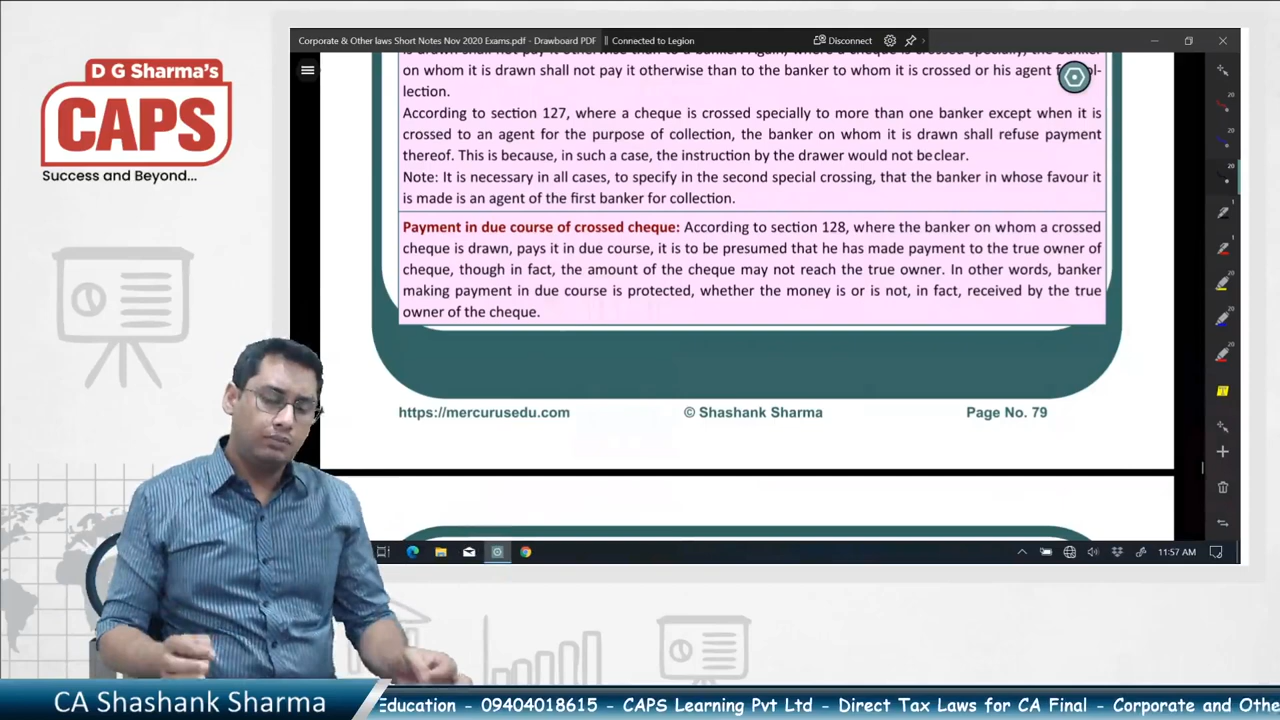 D G Sharma's
CAPS
Success and Beyond...
Corporate & Other laws Short Notes Nov 2020 Exams.pdf - Drawboard PDF
Connected to Legion
Disconnect
on whom it is drawn shall not pay it otherwise than to the banker to whom it is crossed or his agent
lection.
According to section 127, where a cheque is crossed specially to more than one banker except when it is
crossed to an agent for the purpose of collection, the banker on whom it is drawn shall refuse payment
thereof. This is because, in such a case, the instruction by the drawer would not be clear.
Note: It is necessary in all cases, to specify in the second special crossing, that the banker in whose favour it
is made is an agent of the first banker for collection.
Payment in due course of crossed cheque: According to section 128, where the banker on whom a crossed
cheque is drawn, pays it in due course, it is to be presumed that he has made payment to the true owner of
cheque, though in fact, the amount of the cheque may not reach the true owner. In other words, banker
making payment in due course is protected, whether the money is or is not, in fact, received by the true
owner of the cheque.
https://mercurusedu.com
© Shashank Sharma
Page No. 79
11:57 AM
CA Shashank Sharma
Education - 09404018615 - CAPS Learning Pvt Ltd - Direct Tax Laws for CA Final - Corporate and Othe